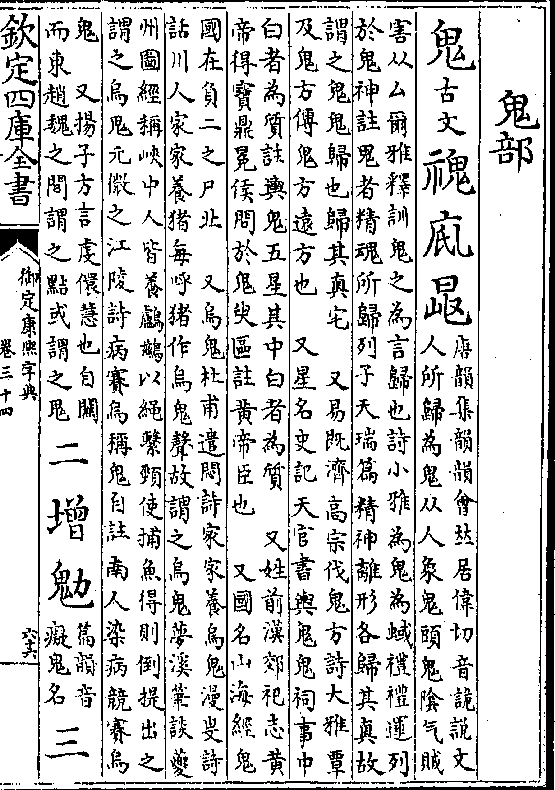 鬼部
鬼 古文
唐韻集韻韻會𠀤居偉切音詭說文
人所歸為鬼从人象鬼頭鬼陰气賊
害从厶爾雅釋訓鬼之為言歸也詩小雅為鬼為蜮禮禮運列
於鬼神註鬼者精魂所歸列子天瑞篇精神離形各歸其真故
謂之鬼鬼歸也歸其真宅 又易既濟高宗伐鬼方詩大雅覃
及鬼方傳鬼方遠方也 又星名史記天官書輿鬼鬼祠事中
白者為質註輿鬼五星其中白者為質 又姓前漢郊祀志黄
帝得寶鼎冕侯問於鬼臾區註黄帝臣也 又國名山海經鬼
國在負二之尸北 又烏鬼杜甫遣悶詩家家養烏鬼漫叟詩
話川人家家養猪每呼猪作烏鬼聲故謂之烏鬼夢溪筆談夔
州圖經稱峽中人皆養鸕鷀以繩繫頸使捕魚得則倒提出之
謂之烏鬼元微之江陵詩病賽烏稱鬼自註南人染病競賽烏
鬼 又揚子方言虔儇慧也自關
而東趙魏之間謂之黠或謂之鬼
二 增
篇韻音
癡鬼名
三
欽定四庫全書
御定康熙字典
卷三十四